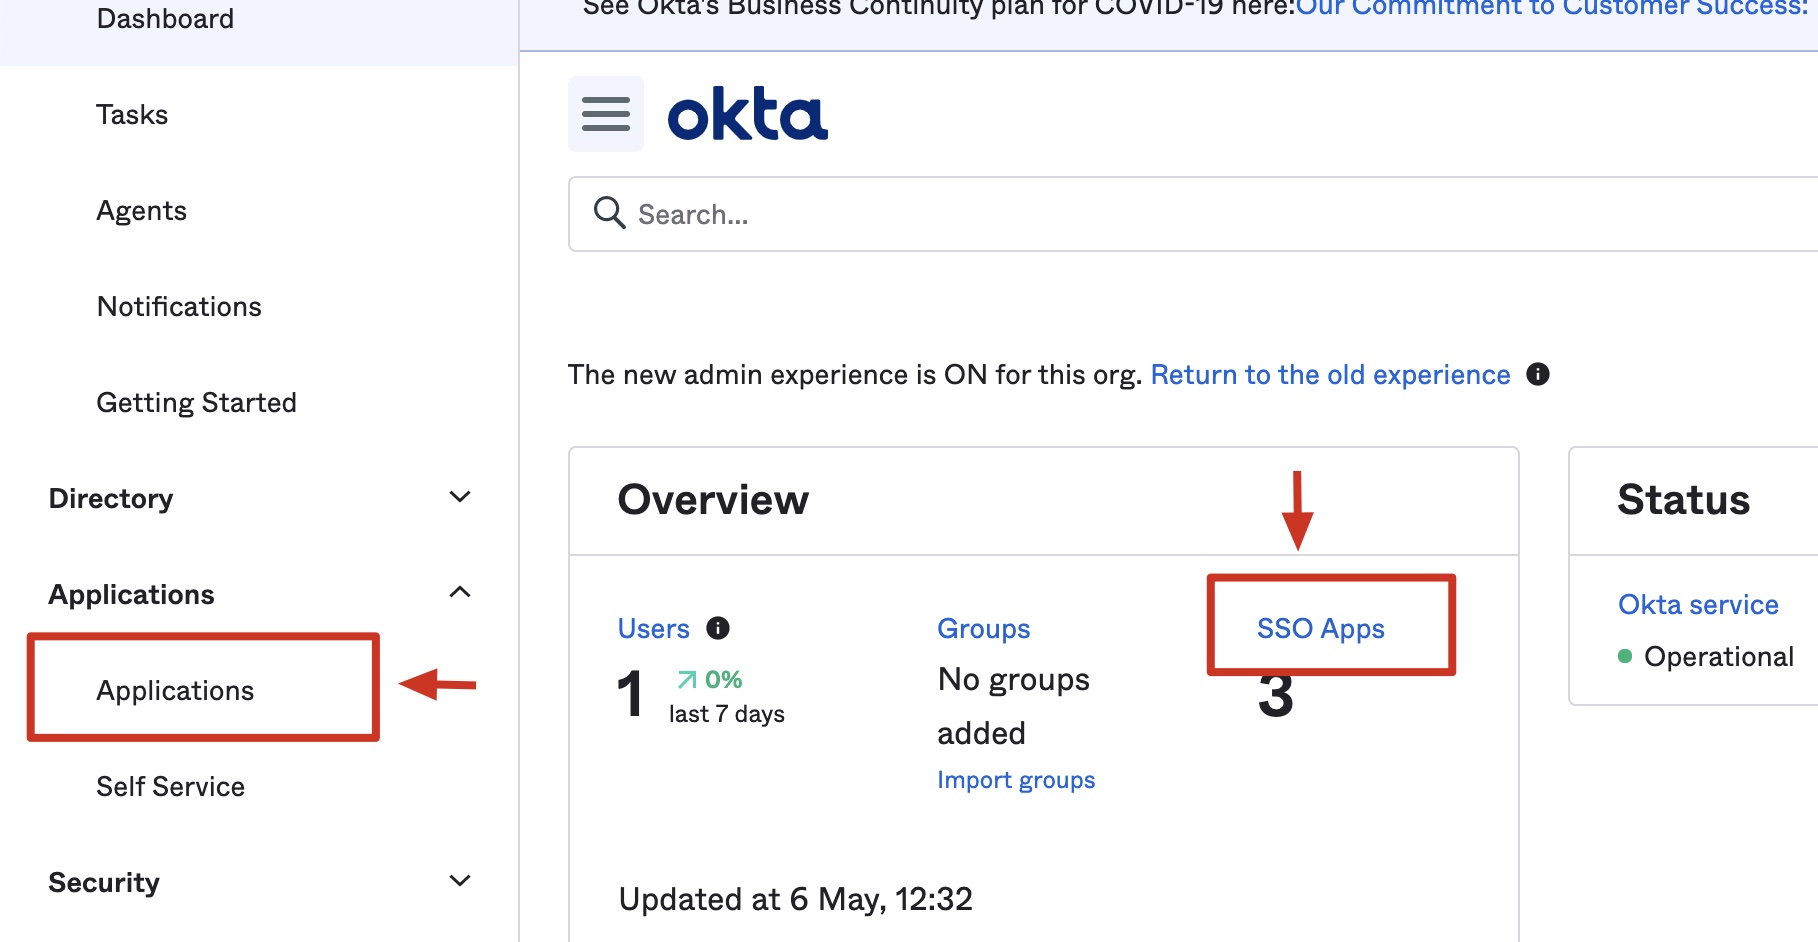 Dashboard
Tasks
Agents
Notifications
Getting Started
Directory
Applications
Applications
Self Service
Security
See Okta's Business Continuity plan for COVID-19 here:Our Commitment to Customer Success:
okta
Search...
The new admin experience is ON for this org. Return to the old experience
Overview
Users
1
0%
last 7 days
Groups
No groups
added
Import groups
SSO Apps
3
Updated at 6 May, 12:32
Status
Okta service
Operational